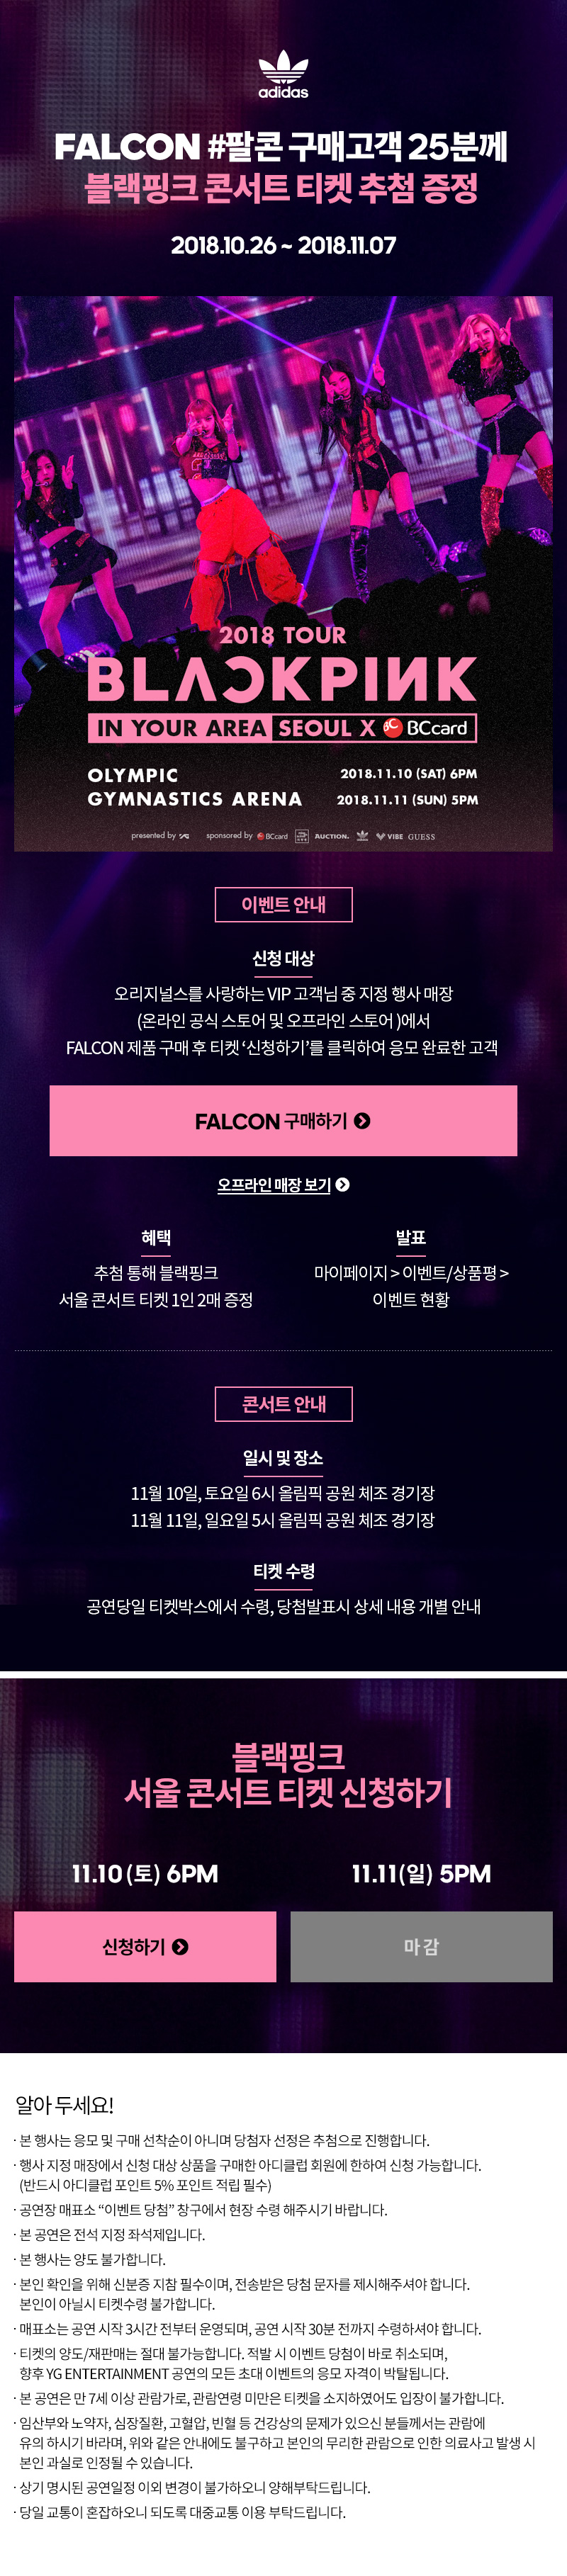 adidas
FALCON #팔콘 구매고객 25분께
블랙핑크 콘서트 티켓 추첨 증정
2018.10.26 ~ 2018.11.07
2018 TOUR
BLACKPINK
IN YOUR AREA SEOUL X BCcard
OLYMPIC
GYMNASTICS ARENA
2018.11.10 (SAT) 6PM
2018.11.11 (SUN) 5PM
presented by YG sponsored by BCcard AUCTION. VIBE GUESS
이벤트 안내
신청 대상
오리지널스를 사랑하는 VIP 고객님 중 지정 행사 매장
(온라인 공식 스토어 및 오프라인 스토어 )에서
FALCON 제품 구매 후 티켓 ‘신청하기’를 클릭하여 응모 완료한 고객
FALCON 구매하기
오프라인 매장 보기
혜택
추첨 통해 블랙핑크
서울 콘서트 티켓 1인 2매 증정
발표
마이페이지 > 이벤트/상품평 >
이벤트 현황
콘서트 안내
일시 및 장소
11월 10일, 토요일 6시 올림픽 공원 체조 경기장
11월 11일, 일요일 5시 올림픽 공원 체조 경기장
티켓 수령
공연당일 티켓박스에서 수령, 당첨발표시 상세 내용 개별 안내
블랙핑크
서울 콘서트 티켓 신청하기
11.10 (토) 6PM
신청하기
11.11 (일) 5PM
마감
알아 두세요!
· 본 행사는 응모 및 구매 선착순이 아니며 당첨자 선정은 추첨으로 진행합니다.
· 행사 지정 매장에서 신청 대상 상품을 구매한 아디클럽 회원에 한하여 신청 가능합니다.
(반드시 아디클럽 포인트 5% 포인트 적립 필수)
· 공연장 매표소 “이벤트 당첨” 창구에서 현장 수령 해주시기 바랍니다.
· 본 공연은 전석 지정 좌석제입니다.
· 본 행사는 양도 불가합니다.
· 본인 확인을 위해 신분증 지참 필수이며, 전송받은 당첨 문자를 제시해주셔야 합니다.
본인이 아닐시 티켓수령 불가합니다.
· 매표소는 공연 시작 3시간 전부터 운영되며, 공연 시작 30분 전까지 수령하셔야 합니다.
· 티켓의 양도/재판매는 절대 불가능합니다. 적발 시 이벤트 당첨이 바로 취소되며,
향후 YG ENTERTAINMENT 공연의 모든 초대 이벤트의 응모 자격이 박탈됩니다.
· 본 공연은 만 7세 이상 관람가로, 관람연령 미만은 티켓을 소지하였어도 입장이 불가합니다.
· 임산부와 노약자, 심장질환, 고혈압, 빈혈 등 건강상의 문제가 있으신 분들께서는 관람에
유의 하시기 바라며, 위와 같은 안내에도 불구하고 본인의 무리한 관람으로 인한 의료사고 발생 시
본인 과실로 인정될 수 있습니다.
· 상기 명시된 공연일정 이외 변경이 불가하오니 양해부탁드립니다.
· 당일 교통이 혼잡하오니 되도록 대중교통 이용 부탁드립니다.